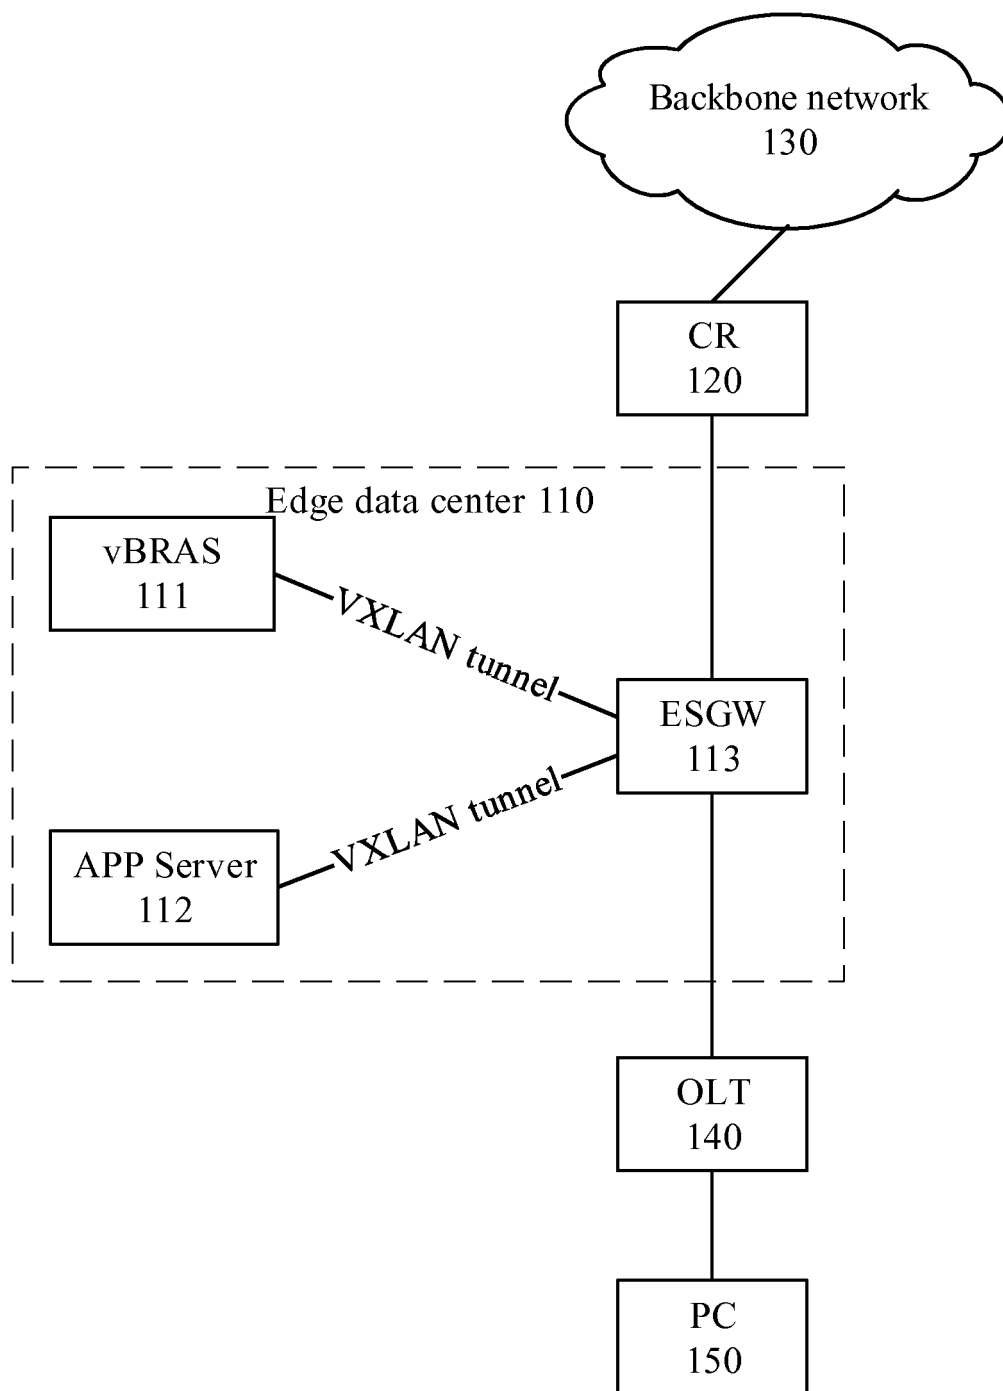 Backbone network
130
CR
120
Edge data center 110
vBRAS
111
VXLAN tunnel
ESGW
113
VXLAN tunnel
APP Server
112
OLT
140
PC
150